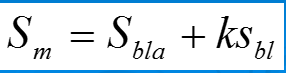 S_m = S_bla + ks_bl